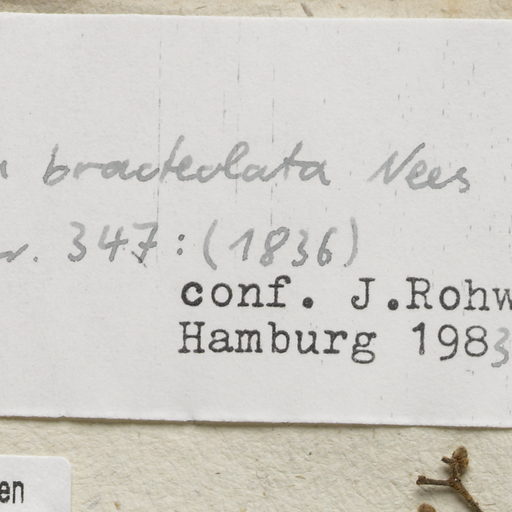 bracteolata Nees
347: (1836)
conf. J.Rohw
Hamburg 1983
en